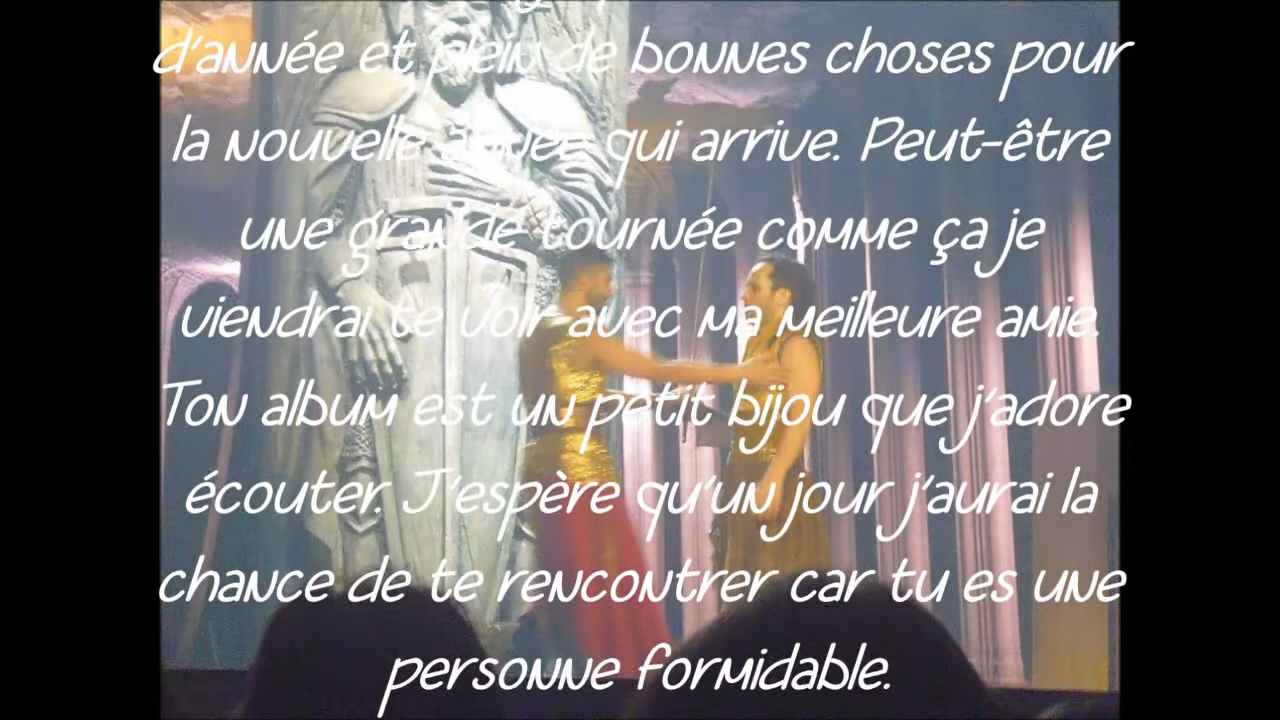 d'année et plein de bonnes choses pour
la nouvelle année qui arrive. Peut-être
une grande tournée comme ça je
viendrai te voir avec ma meilleure amie.
Ton album est un petit bijou que j'adore
écouter. J'espère qu'un jour j'aurai la
chance de te rencontrer car tu es une
personne formidable.